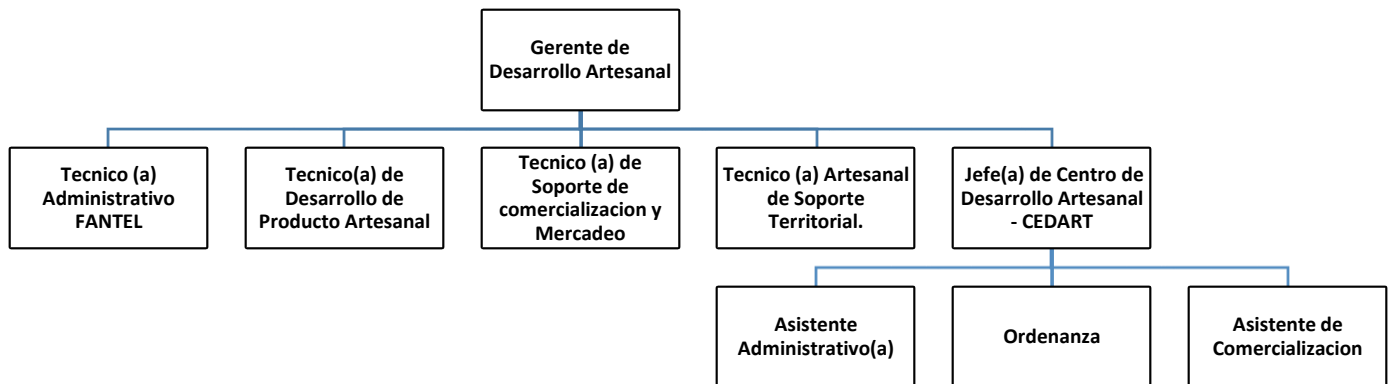 Gerente de
Desarrollo Artesanal
Tecnico (a)
Administrativo
FANTEL
Tecnico(a) de
Desarrollo de
Producto Artesanal
Tecnico (a) de
Soporte de
comercializacion y
Mercadeo
Tecnico (a) Artesanal
de Soporte
Territorial.
Jefe(a) de Centro de
Desarrollo Artesanal
- CEDART
Asistente
Administrativo(a)
Ordenanza
Asistente de
Comercializacion